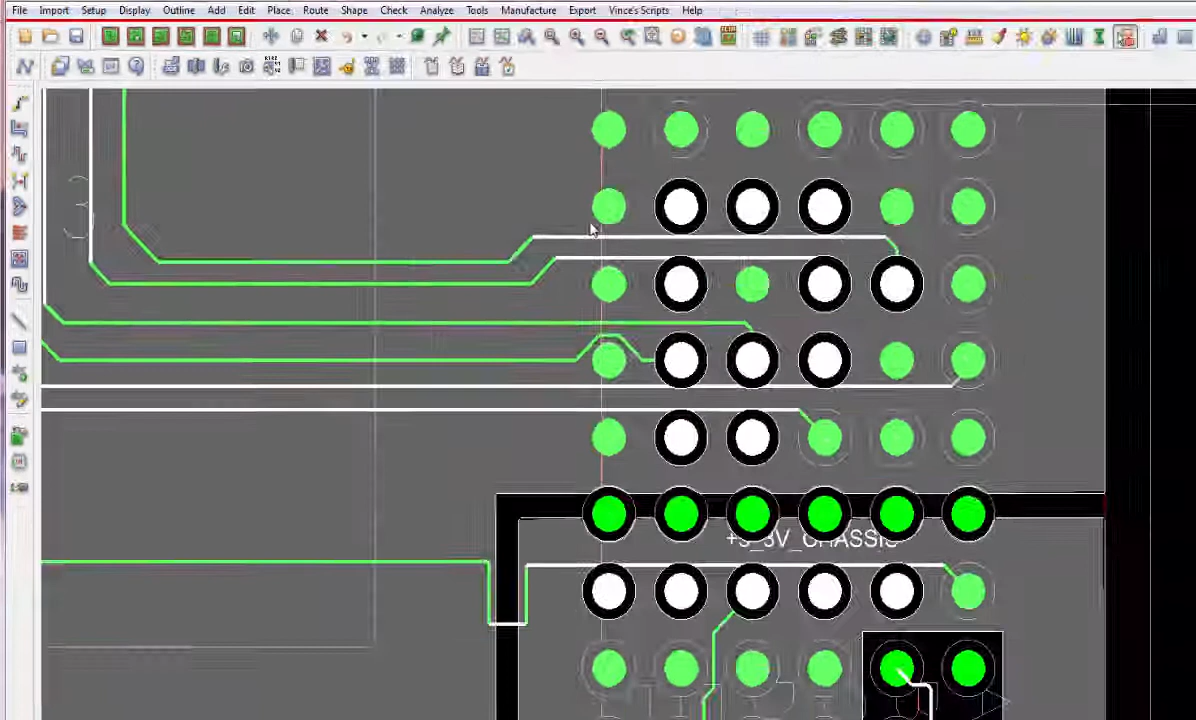 File Import Setup Display Outline Add Edit Place Route Shape Check Analyze Tools Manufacture Export Vince's Scripts Help
+3_3V_CHASSIS